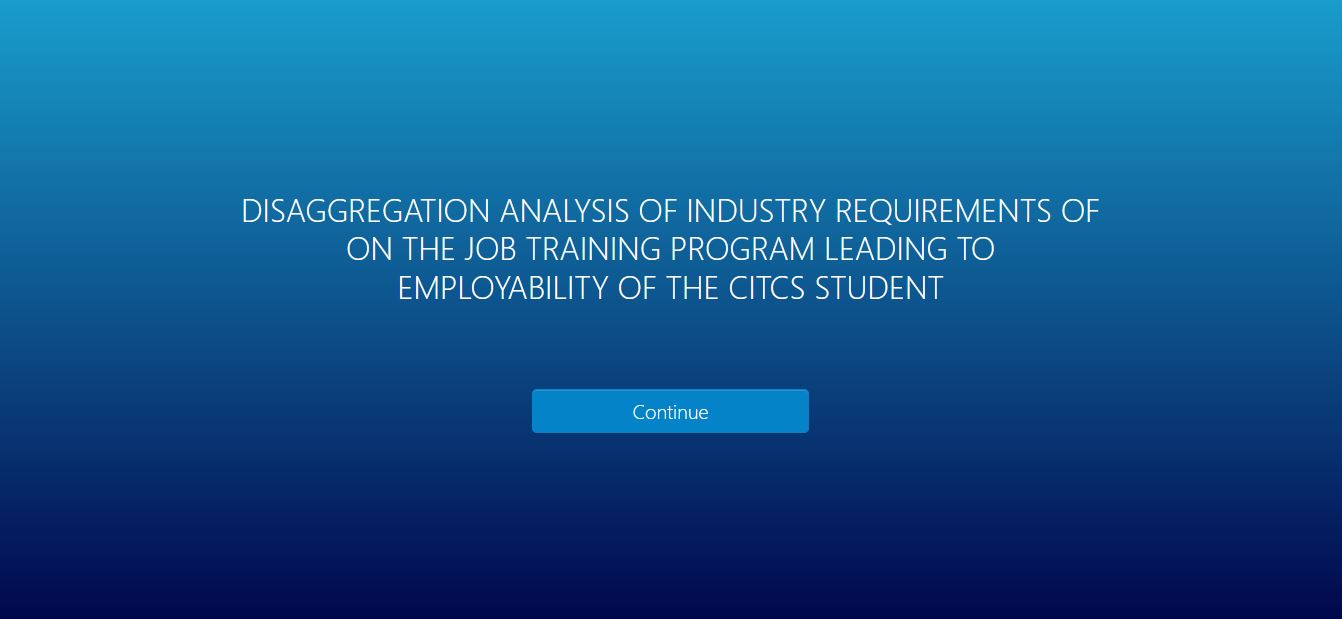 DISAGGREGATION ANALYSIS OF INDUSTRY REQUIREMENTS OF
ON THE JOB TRAINING PROGRAM LEADING TO
EMPLOYABILITY OF THE CITCS STUDENT
Continue